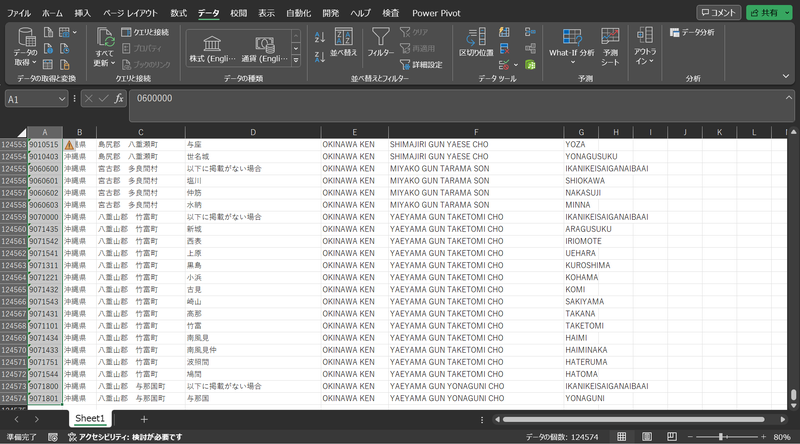 ファイル ホーム 挿入 ページ レイアウト 数式 データ 校閲 表示 自動化 開発 ヘルプ 検査 Power Pivot コメント 共有
データの取得 すべて更新 クエリと接続 プロパティ ブックのリンク 株式 (Engli... 通貨 (Engli... 並べ替え フィルター クリア 再適用 詳細設定 区切り位置 What-If 分析 予測シート アウトライン データ分析
データの取得と変換 クエリと接続 データの種類 並べ替えとフィルター データ ツール 予測 分析
A1 fx 0600000
A B C D E F G H I J K L
124553 9010515 県 島尻郡 八重瀬町 与座 OKINAWA KEN SHIMAJIRI GUN YAESE CHO YOZA
124554 9010403 沖縄県 島尻郡 八重瀬町 世名城 OKINAWA KEN SHIMAJIRI GUN YAESE CHO YONAGUSUKU
124555 9060600 沖縄県 宮古郡 多良間村 以下に掲載がない場合 OKINAWA KEN MIYAKO GUN TARAMA SON IKANIKEISAIGANAIBAAI
124556 9060601 沖縄県 宮古郡 多良間村 塩川 OKINAWA KEN MIYAKO GUN TARAMA SON SHIOKAWA
124557 9060602 沖縄県 宮古郡 多良間村 仲筋 OKINAWA KEN MIYAKO GUN TARAMA SON NAKASUJI
124558 9060603 沖縄県 宮古郡 多良間村 水納 OKINAWA KEN MIYAKO GUN TARAMA SON MINNA
124559 9070000 沖縄県 八重山郡 竹富町 以下に掲載がない場合 OKINAWA KEN YAEYAMA GUN TAKETOMI CHO IKANIKEISAIGANAIBAAI
124560 9071435 沖縄県 八重山郡 竹富町 新城 OKINAWA KEN YAEYAMA GUN TAKETOMI CHO ARAGUSUKU
124561 9071542 沖縄県 八重山郡 竹富町 西表 OKINAWA KEN YAEYAMA GUN TAKETOMI CHO IRIOMOTE
124562 9071541 沖縄県 八重山郡 竹富町 上原 OKINAWA KEN YAEYAMA GUN TAKETOMI CHO UEHARA
124563 9071311 沖縄県 八重山郡 竹富町 黒島 OKINAWA KEN YAEYAMA GUN TAKETOMI CHO KUROSHIMA
124564 9071221 沖縄県 八重山郡 竹富町 小浜 OKINAWA KEN YAEYAMA GUN TAKETOMI CHO KOHAMA
124565 9071432 沖縄県 八重山郡 竹富町 古見 OKINAWA KEN YAEYAMA GUN TAKETOMI CHO KOMI
124566 9071543 沖縄県 八重山郡 竹富町 崎山 OKINAWA KEN YAEYAMA GUN TAKETOMI CHO SAKIYAMA
124567 9071431 沖縄県 八重山郡 竹富町 高那 OKINAWA KEN YAEYAMA GUN TAKETOMI CHO TAKANA
124568 9071101 沖縄県 八重山郡 竹富町 竹富 OKINAWA KEN YAEYAMA GUN TAKETOMI CHO TAKETOMI
124569 9071434 沖縄県 八重山郡 竹富町 南風見 OKINAWA KEN YAEYAMA GUN TAKETOMI CHO HAIMI
124570 9071433 沖縄県 八重山郡 竹富町 南風見仲 OKINAWA KEN YAEYAMA GUN TAKETOMI CHO HAIMINAKA
124571 9071751 沖縄県 八重山郡 竹富町 波照間 OKINAWA KEN YAEYAMA GUN TAKETOMI CHO HATERUMA
124572 9071544 沖縄県 八重山郡 竹富町 鳩間 OKINAWA KEN YAEYAMA GUN TAKETOMI CHO HATOMA
124573 9071800 沖縄県 八重山郡 与那国町 以下に掲載がない場合 OKINAWA KEN YAEYAMA GUN YONAGUNI CHO IKANIKEISAIGANAIBAAI
124574 9071801 沖縄県 八重山郡 与那国町 与那国 OKINAWA KEN YAEYAMA GUN YONAGUNI CHO YONAGUNI
Sheet1
準備完了 アクセシビリティ: 検討が必要です データの個数: 124574 80%